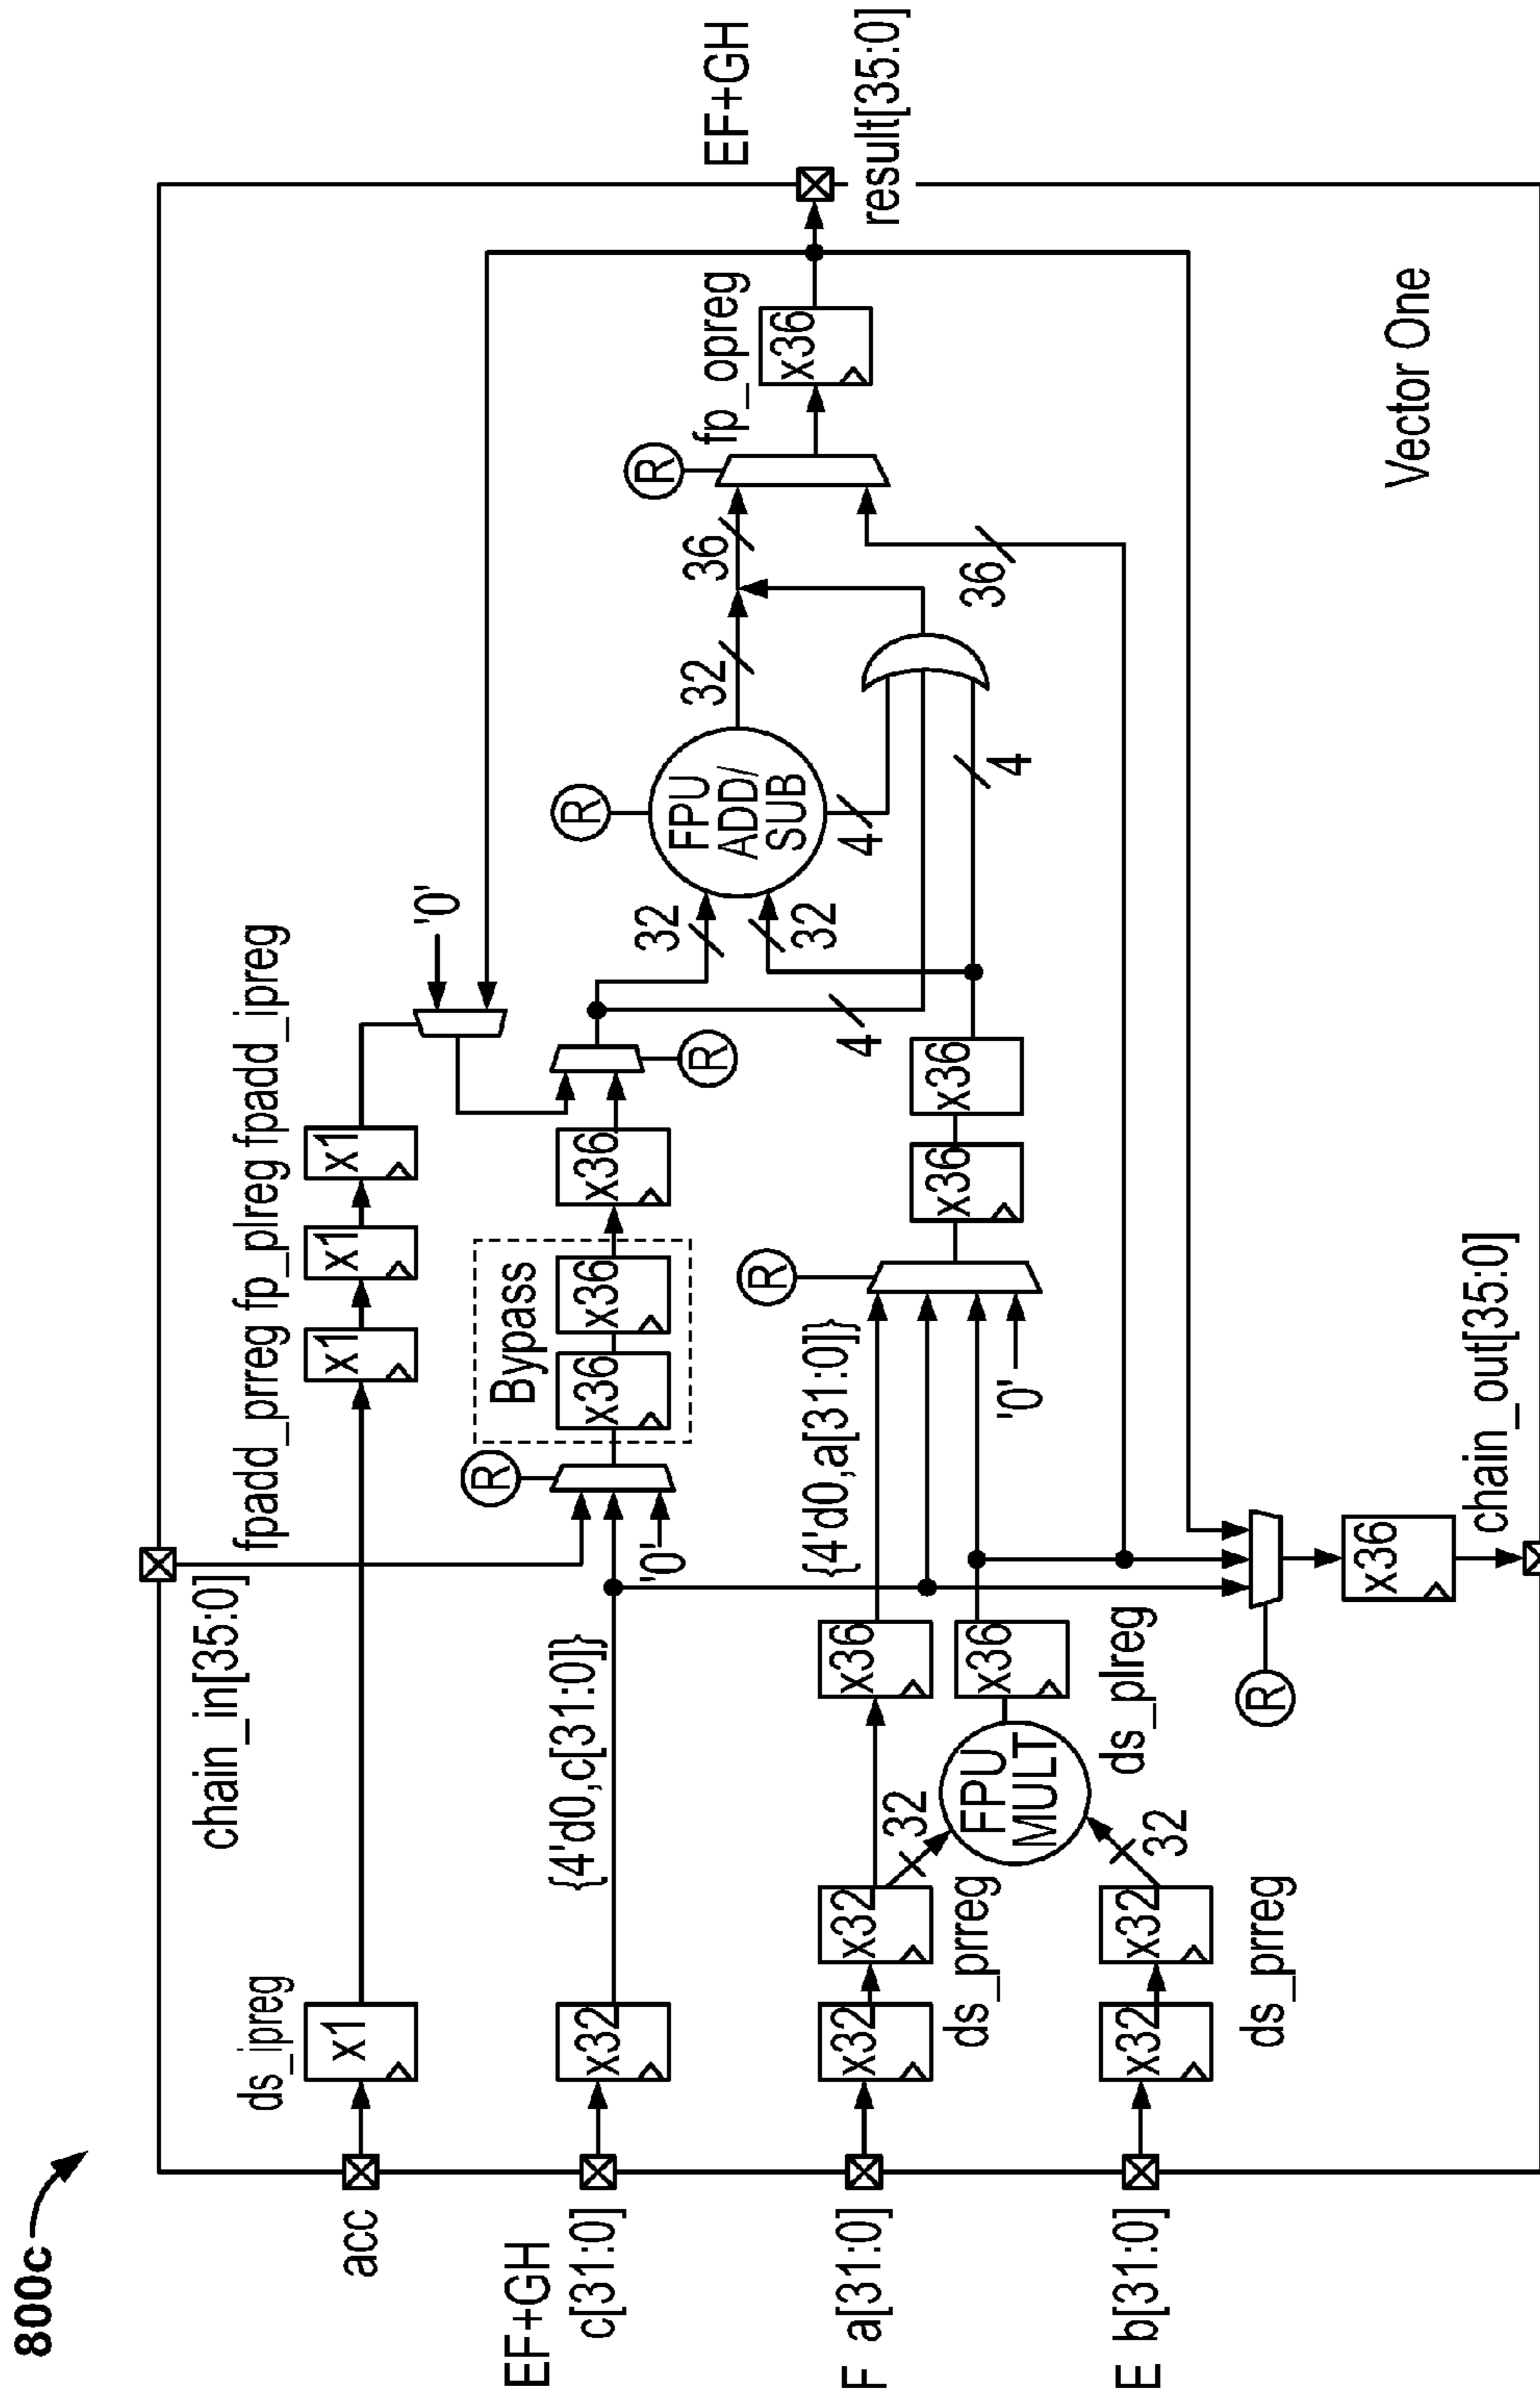 800c
chain_in[35:0]
ds_ipreg
fpadd_prreg fp_plreg fpadd_ipreg
acc
x1
x1
x1
x1
'0'
EF+GH
c[31:0]
x32
{4'd0,c[31:0]}
'0'
R
Bypass
x36
x36
x36
R
32
32
4
R
FPU
ADD/
SUB
32
4
4
36
R
36
fp_opreg
x36
EF+GH
result[35:0]
F a[31:0]
x32
x32
ds_prreg
32
x36
{4'd0,a[31:0]}
R
'0'
x36
x36
FPU
MULT
x36
ds_plreg
E b[31:0]
x32
x32
ds_prreg
32
R
x36
chain_out[35:0]
Vector One